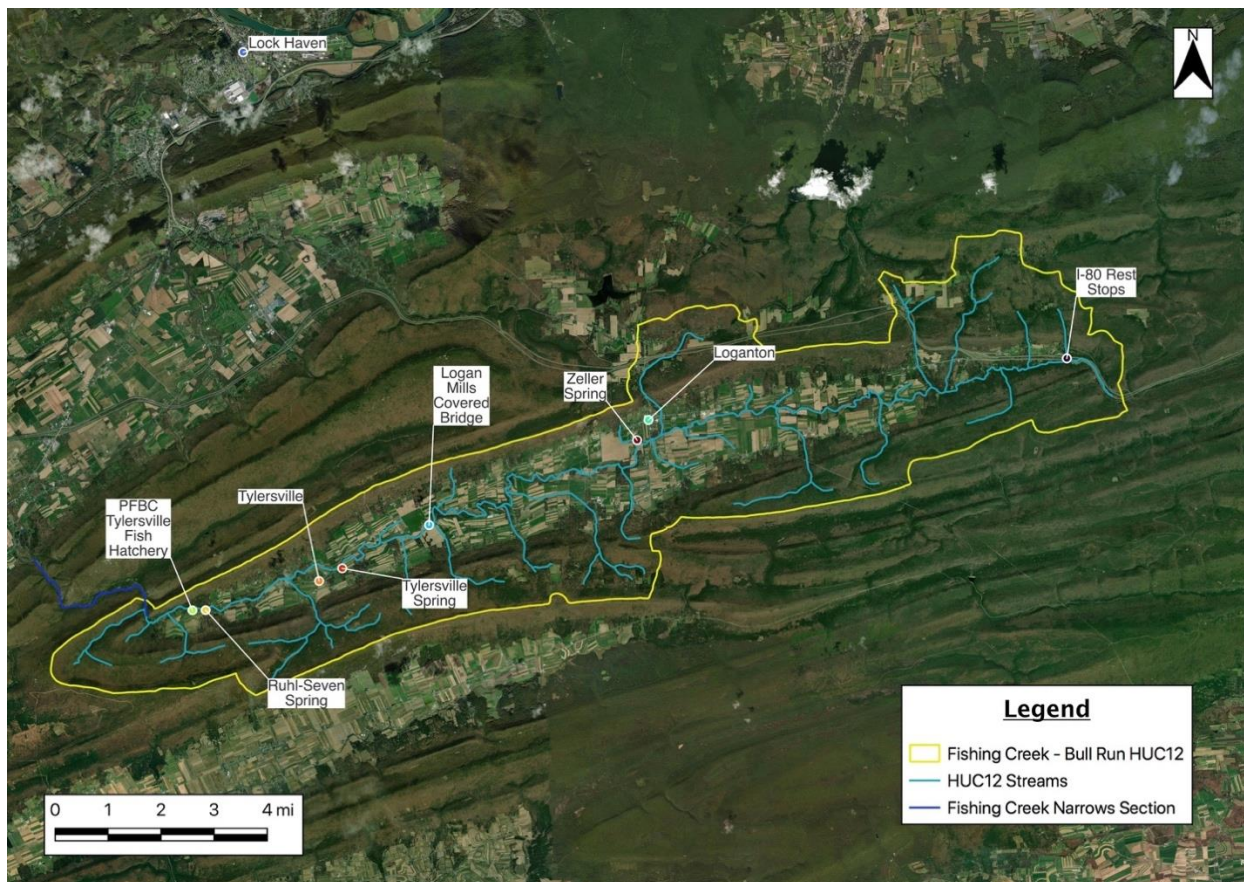 Lock Haven
N
I-80 Rest
Stops
Loganton
Zeller
Spring
Logan
Mills
Covered
Bridge
Tylersville
PFBC
Tylersville
Fish
Hatchery
Tylersville
Spring
Ruhl-Seven
Spring
Legend
Fishing Creek - Bull Run HUC12
HUC12 Streams
Fishing Creek Narrows Section
0 1 2 3 4 mi